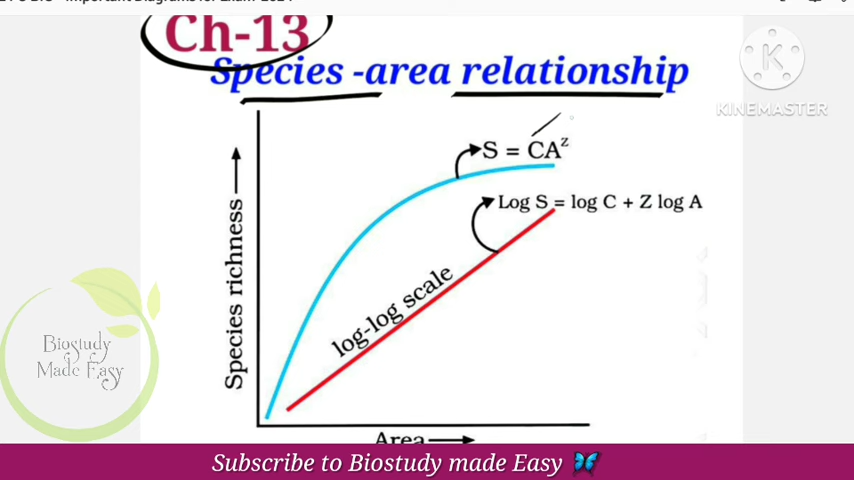 Ch-13
Species -area relationship
KINEMASTER
S = CA^z
Log S = log C + Z log A
Species richness
log-log scale
Biostudy
Made Easy
Area
Subscribe to Biostudy made Easy 🦋